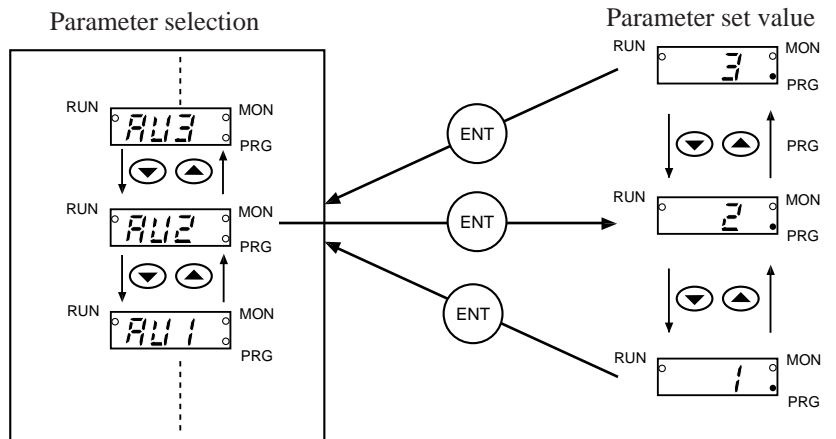 Parameter selection
Parameter set value
RUN
AU3
MON
PRG
RUN
AU2
MON
PRG
RUN
AU1
MON
PRG
ENT
ENT
ENT
RUN
3
MON
PRG
PRG
RUN
2
MON
PRG
RUN
1
MON
PRG